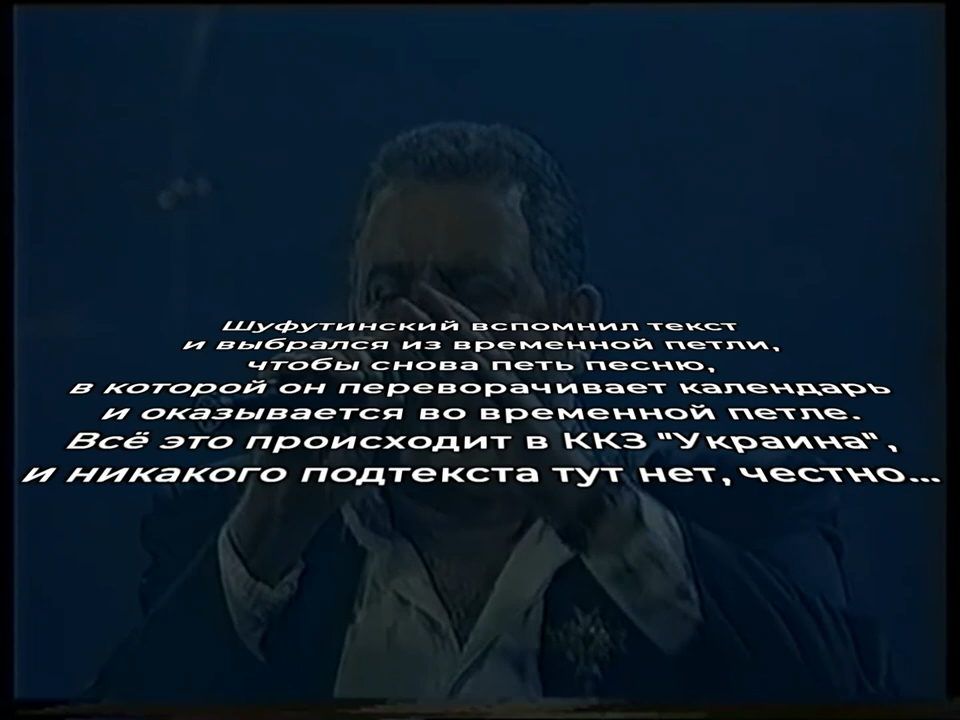 Шуфутинский вспомнил текст
и выбрался из временной петли,
чтобы снова петь песню,
в которой он переворачивает календарь
и оказывается во временной петле.
Всё это происходит в ККЗ "Украина",
и никакого подтекста тут нет, честно...